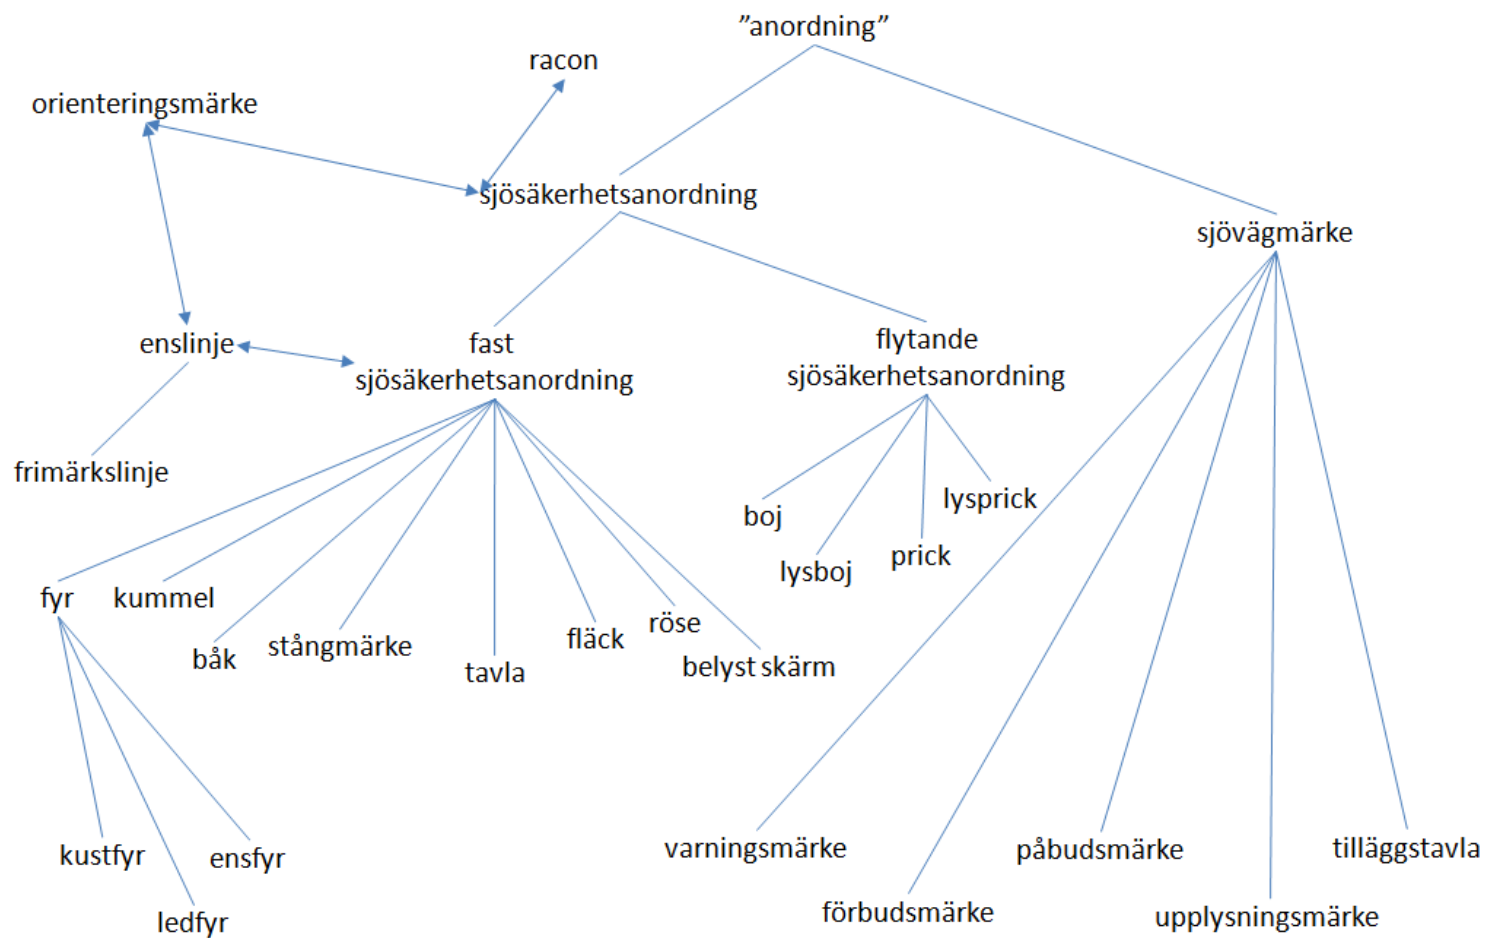 ”anordning”
racon
orienteringsmärke
sjösäkerhetsanordning
sjövägmärke
enslinje
fast
sjösäkerhetsanordning
flytande
sjösäkerhetsanordning
frimärkslinje
boj
lysboj
prick
lysprick
fyr
kummel
båk
stångmärke
tavla
fläck
röse
belyst skärm
kustfyr
ledfyr
ensfyr
varningsmärke
förbudsmärke
påbudsmärke
upplysningsmärke
tilläggstavla